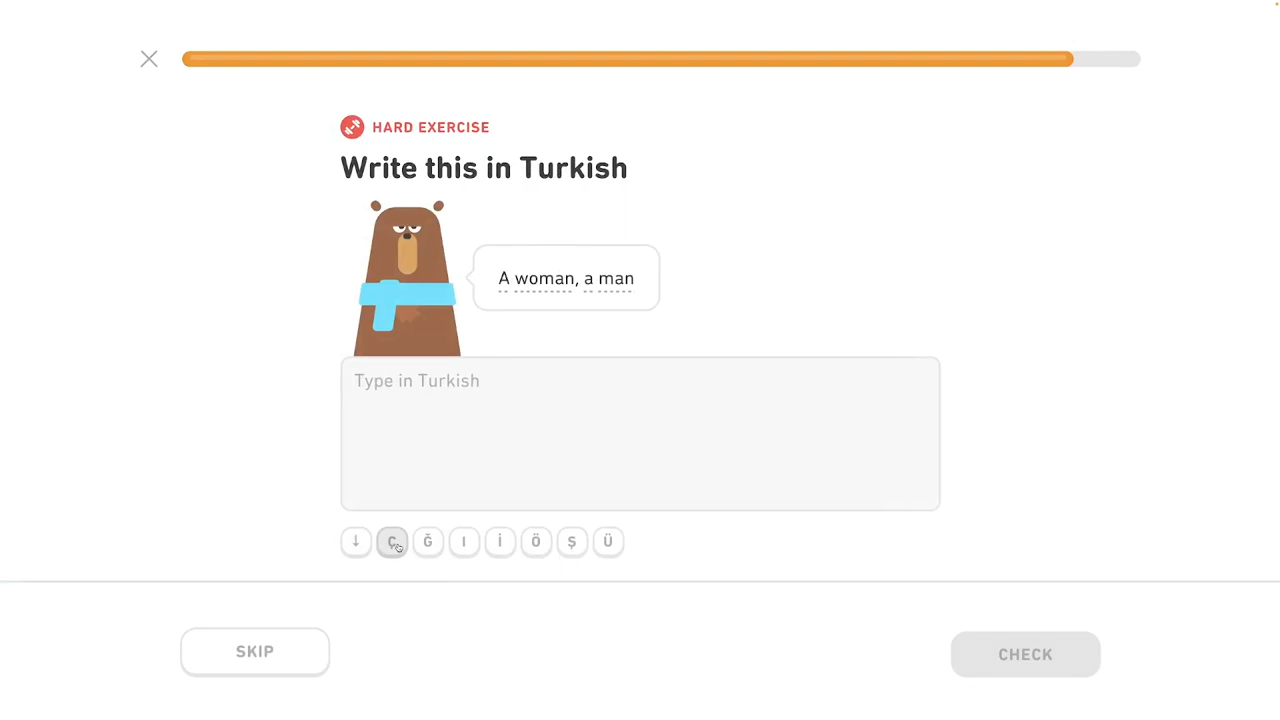 HARD EXERCISE
Write this in Turkish
A woman, a man
Type in Turkish
↓ Ç Ğ I İ Ö Ş Ü
SKIP
CHECK